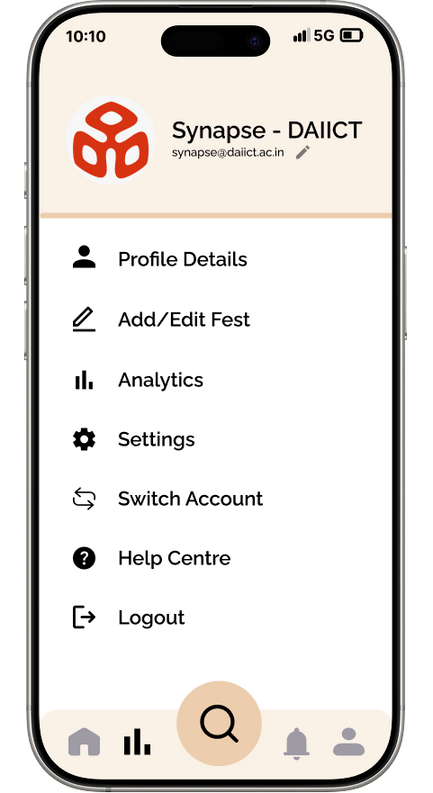 10:10 5G
Synapse - DAIICT
synapse@daiict.ac.in
Profile Details
Add/Edit Fest
Analytics
Settings
Switch Account
? Help Centre
Logout